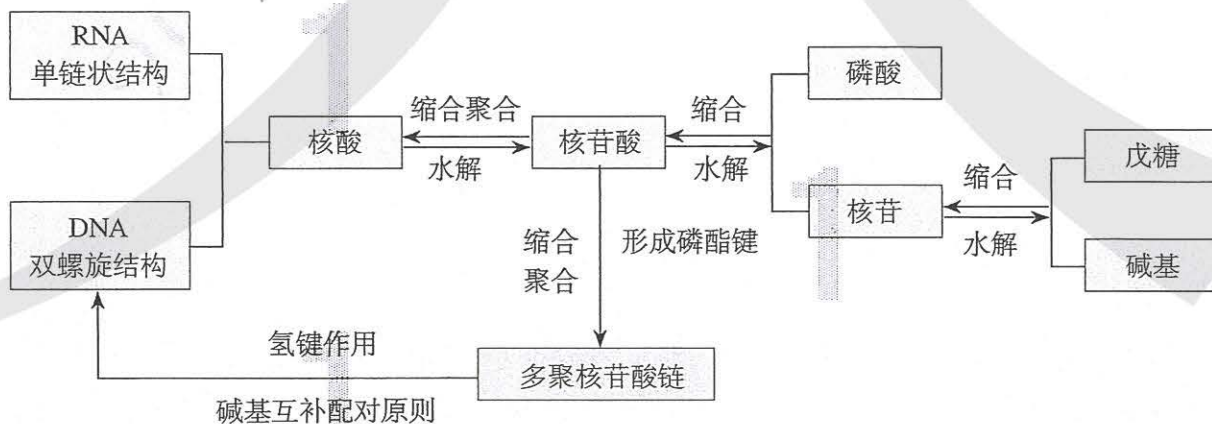 RNA
单链状结构
DNA
双螺旋结构
核酸
缩合聚合
水解
核苷酸
缩合
水解
磷酸
核苷
缩合
水解
戊糖
碱基
缩合
聚合
形成磷酯键
多聚核苷酸链
氢键作用
碱基互补配对原则
1
1
1